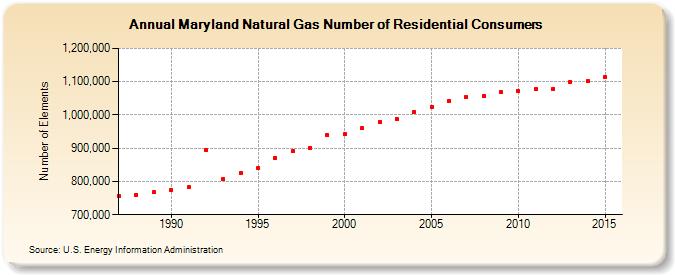 Annual Maryland Natural Gas Number of Residential Consumers
Number of Elements
1,200,000
1,100,000
1,000,000
900,000
800,000
700,000
1990 1995 2000 2005 2010 2015
Source: U.S. Energy Information Administration